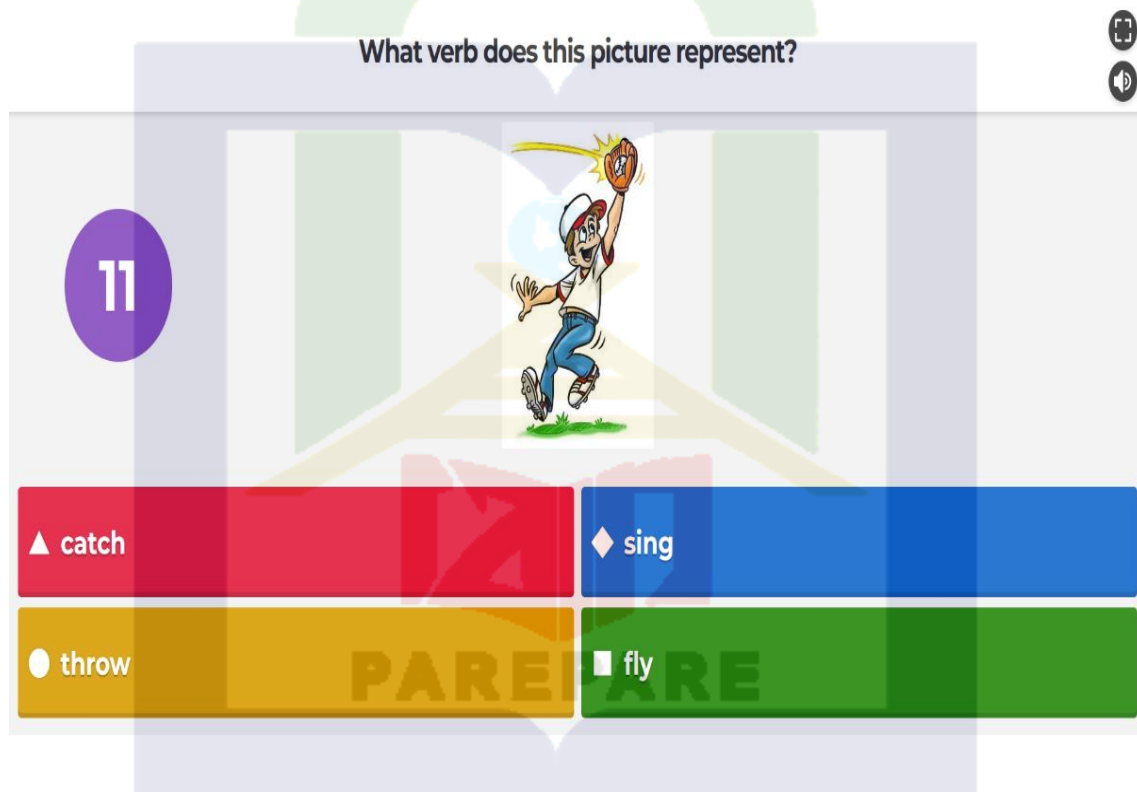 What verb does this picture represent?
11
catch
sing
throw
fly
PAREPARE